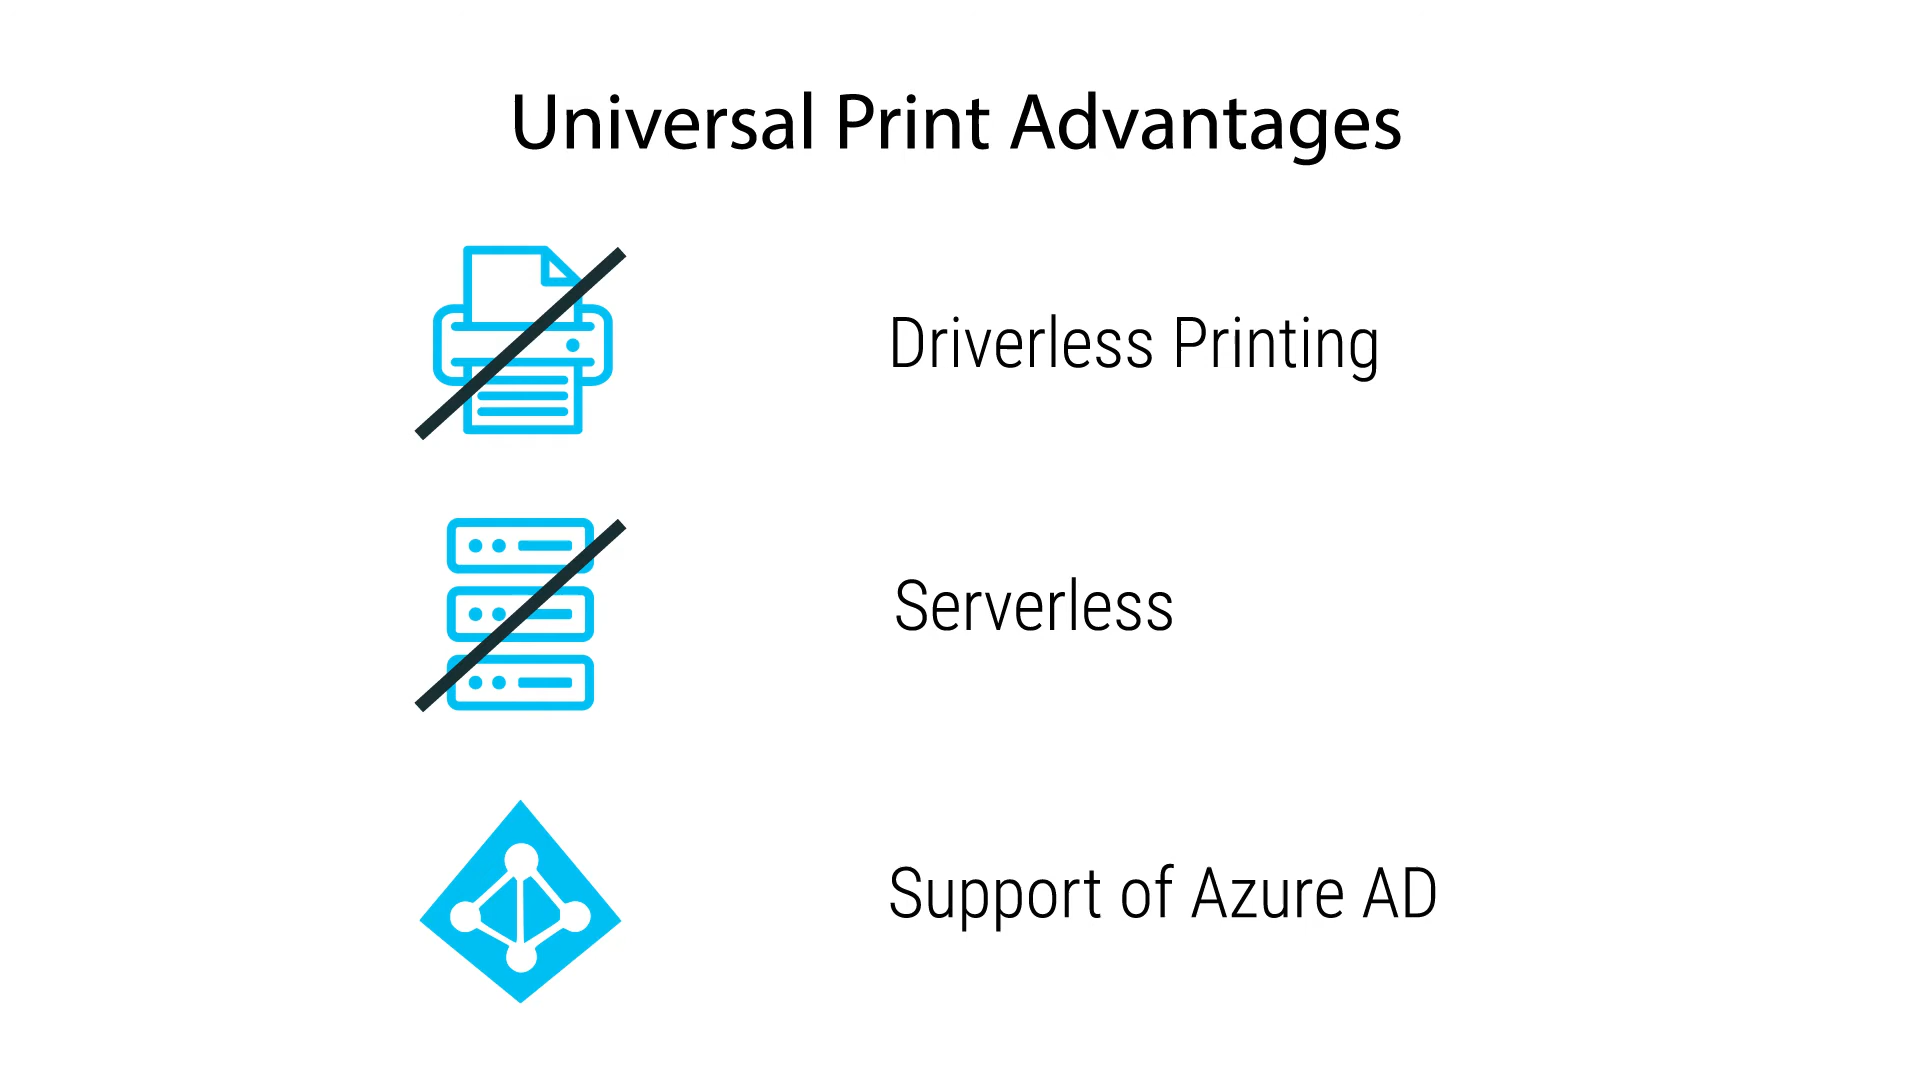 Universal Print Advantages
Driverless Printing
Serverless
Support of Azure AD